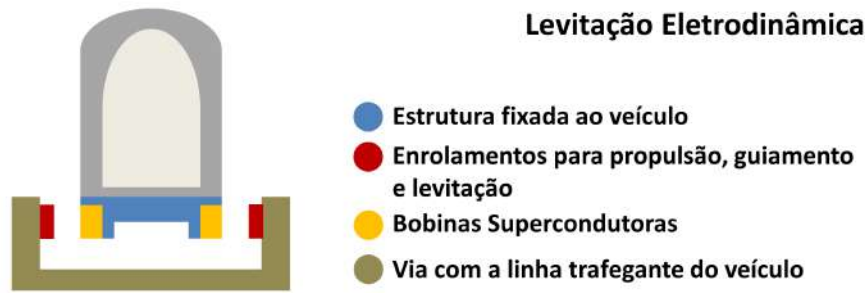 Levitação Eletrodinâmica
Estrutura fixada ao veículo
Enrolamentos para propulsão, guiamento
e levitação
Bobinas Supercondutoras
Via com a linha trafegante do veículo